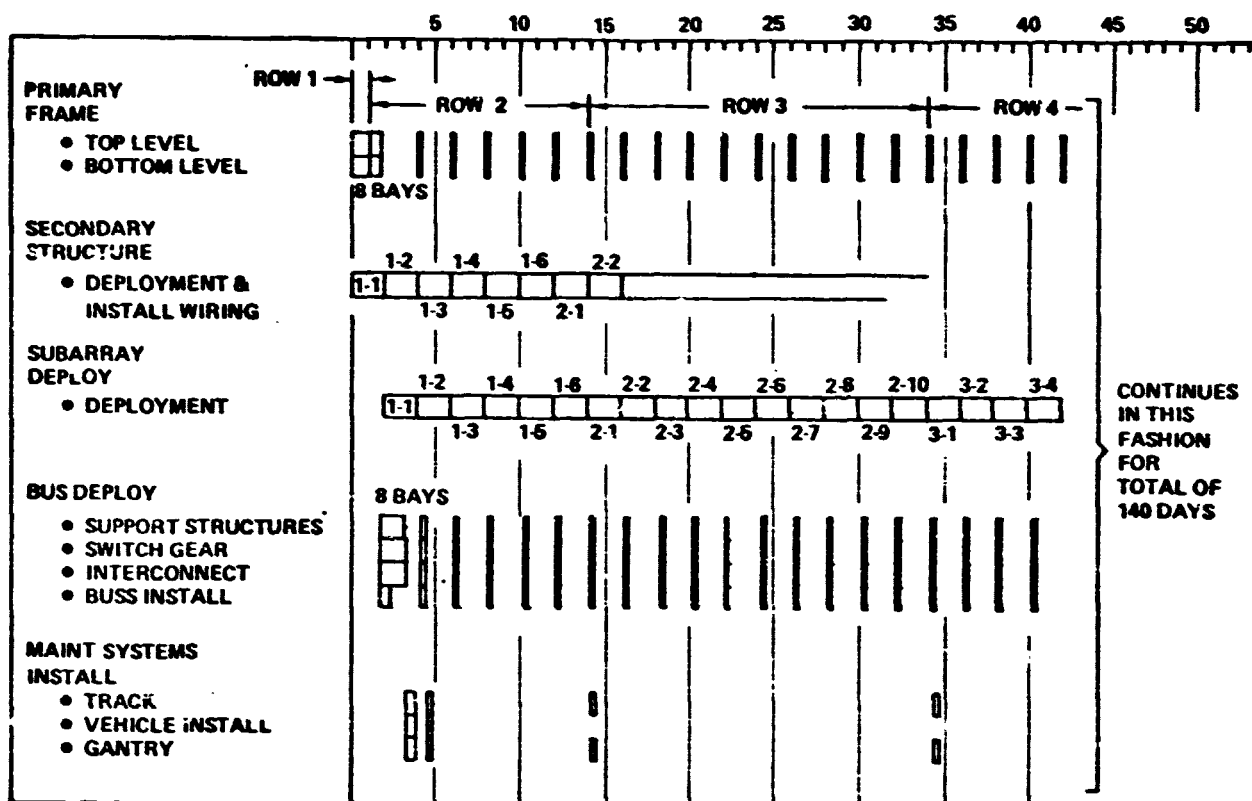 5 10 15 20 25 30 35 40 45 50
ROW 1
PRIMARY
FRAME
ROW 2 ROW 3 ROW 4
• TOP LEVEL
• BOTTOM LEVEL
8 BAYS
SECONDARY
STRUCTURE
1-2 1-4 1-6 2-2
• DEPLOYMENT & 1-1
INSTALL WIRING 1-3 1-5 2-1
SUBARRAY
DEPLOY
1-2 1-4 1-6 2-2 2-4 2-6 2-8 2-10 3-2 3-4
• DEPLOYMENT 1-1
1-3 1-5 2-1 2-3 2-5 2-7 2-9 3-1 3-3
CONTINUES
IN THIS
FASHION
FOR
TOTAL OF
140 DAYS
BUS DEPLOY
8 BAYS
• SUPPORT STRUCTURES
• SWITCH GEAR
• INTERCONNECT
• BUSS INSTALL
MAINT SYSTEMS
INSTALL
• TRACK
• VEHICLE INSTALL
• GANTRY